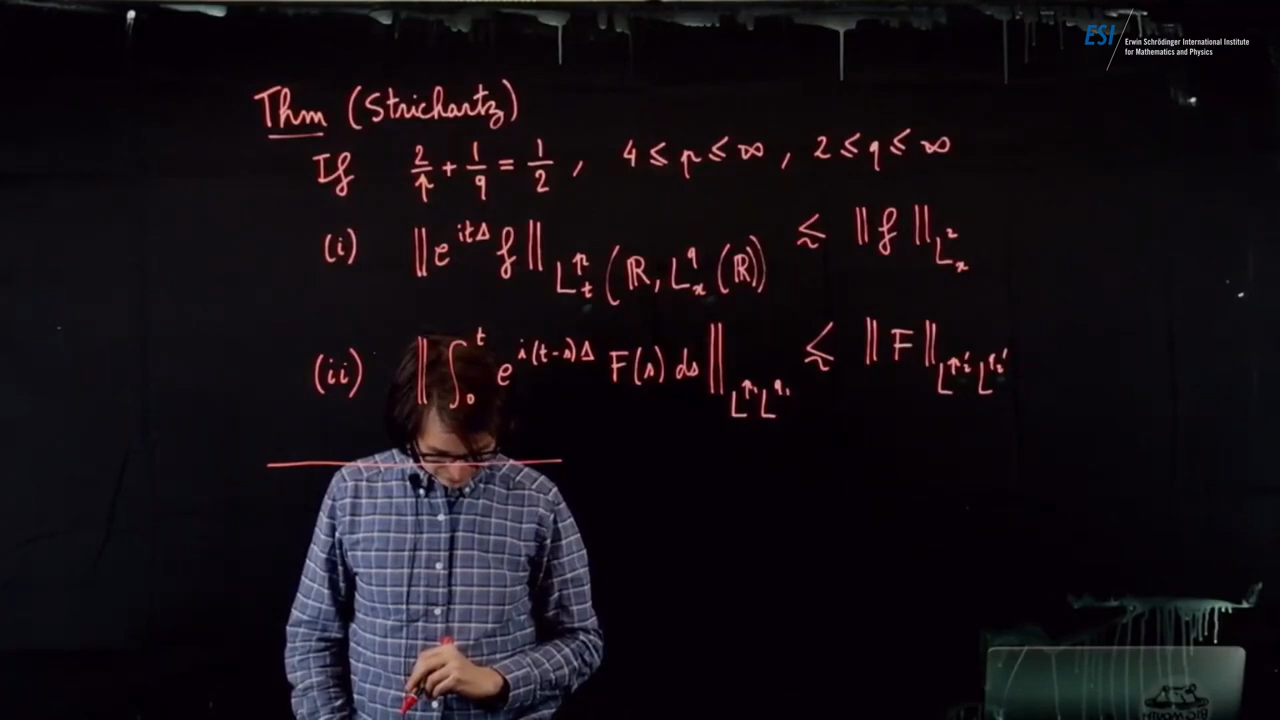 ESI Erwin Schrödinger International Institute
for Mathematics and Physics
Thm (Strichartz)
If 2/p + 1/q = 1/2 , 4 ≤ p ≤ ∞ , 2 ≤ q ≤ ∞
(i) ‖e^{itΔ} f‖_{L^p_t (ℝ, L^q_x (ℝ))} ≲ ‖f‖_{L^2_x}
(ii) ‖∫_0^t e^{i(t-s)Δ} F(s) ds‖_{L^{p_1} L^{q_1}} ≲ ‖F‖_{L^{p_2'} L^{q_2'}}